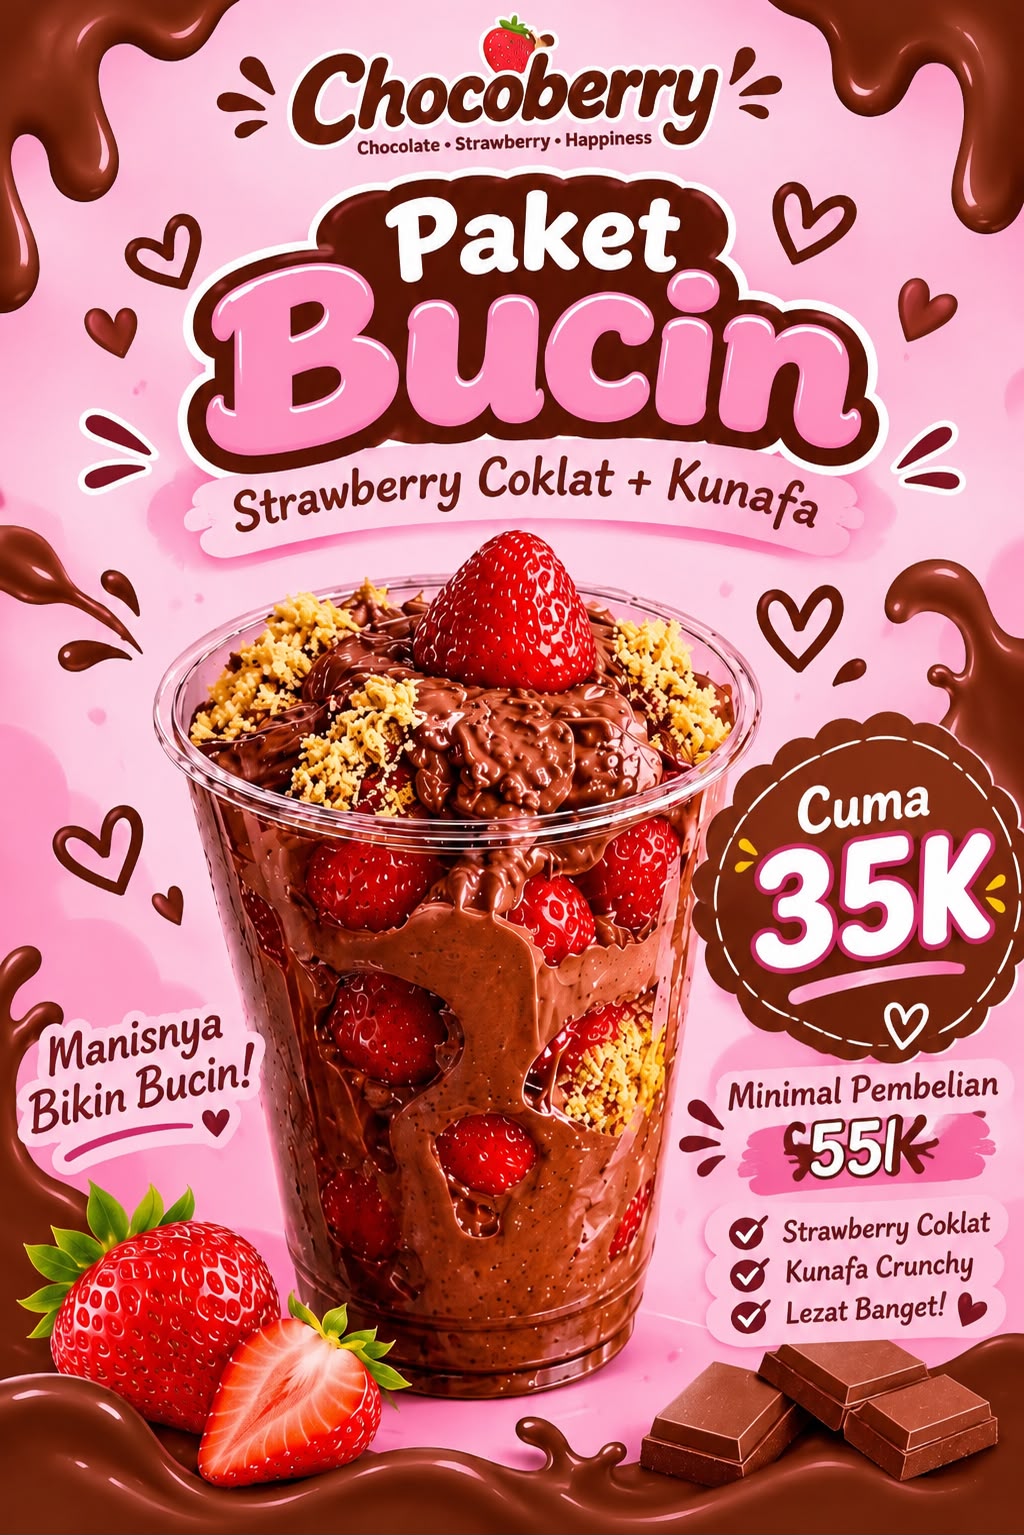 Chocoberry
Chocolate • Strawberry • Happiness
Paket
Bucin
Strawberry Coklat + Kunafa
Cuma
35K
Manisnya
Bikin Bucin!
Minimal Pembelian
55K
Strawberry Coklat
Kunafa Crunchy
Lezat Banget!